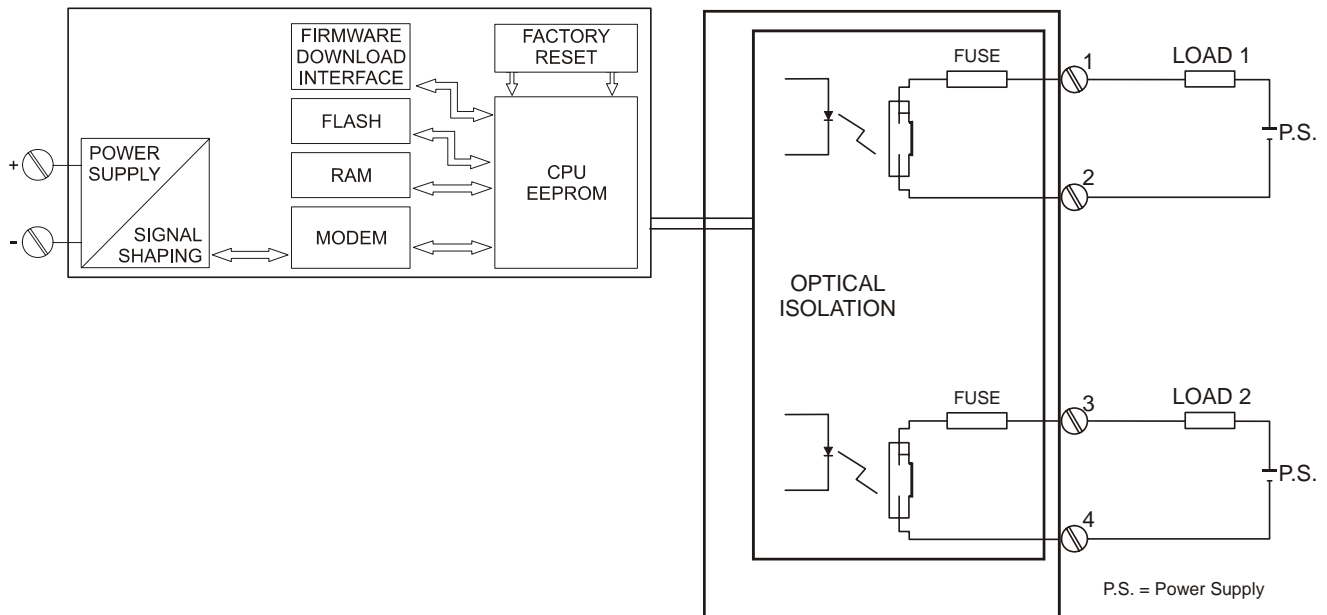 FIRMWARE
DOWNLOAD
INTERFACE
FACTORY
RESET
FLASH
RAM
MODEM
CPU
EEPROM
+
-
POWER
SUPPLY
SIGNAL
SHAPING
OPTICAL
ISOLATION
FUSE
1
LOAD 1
P.S.
2
FUSE
3
LOAD 2
P.S.
4
P.S. = Power Supply